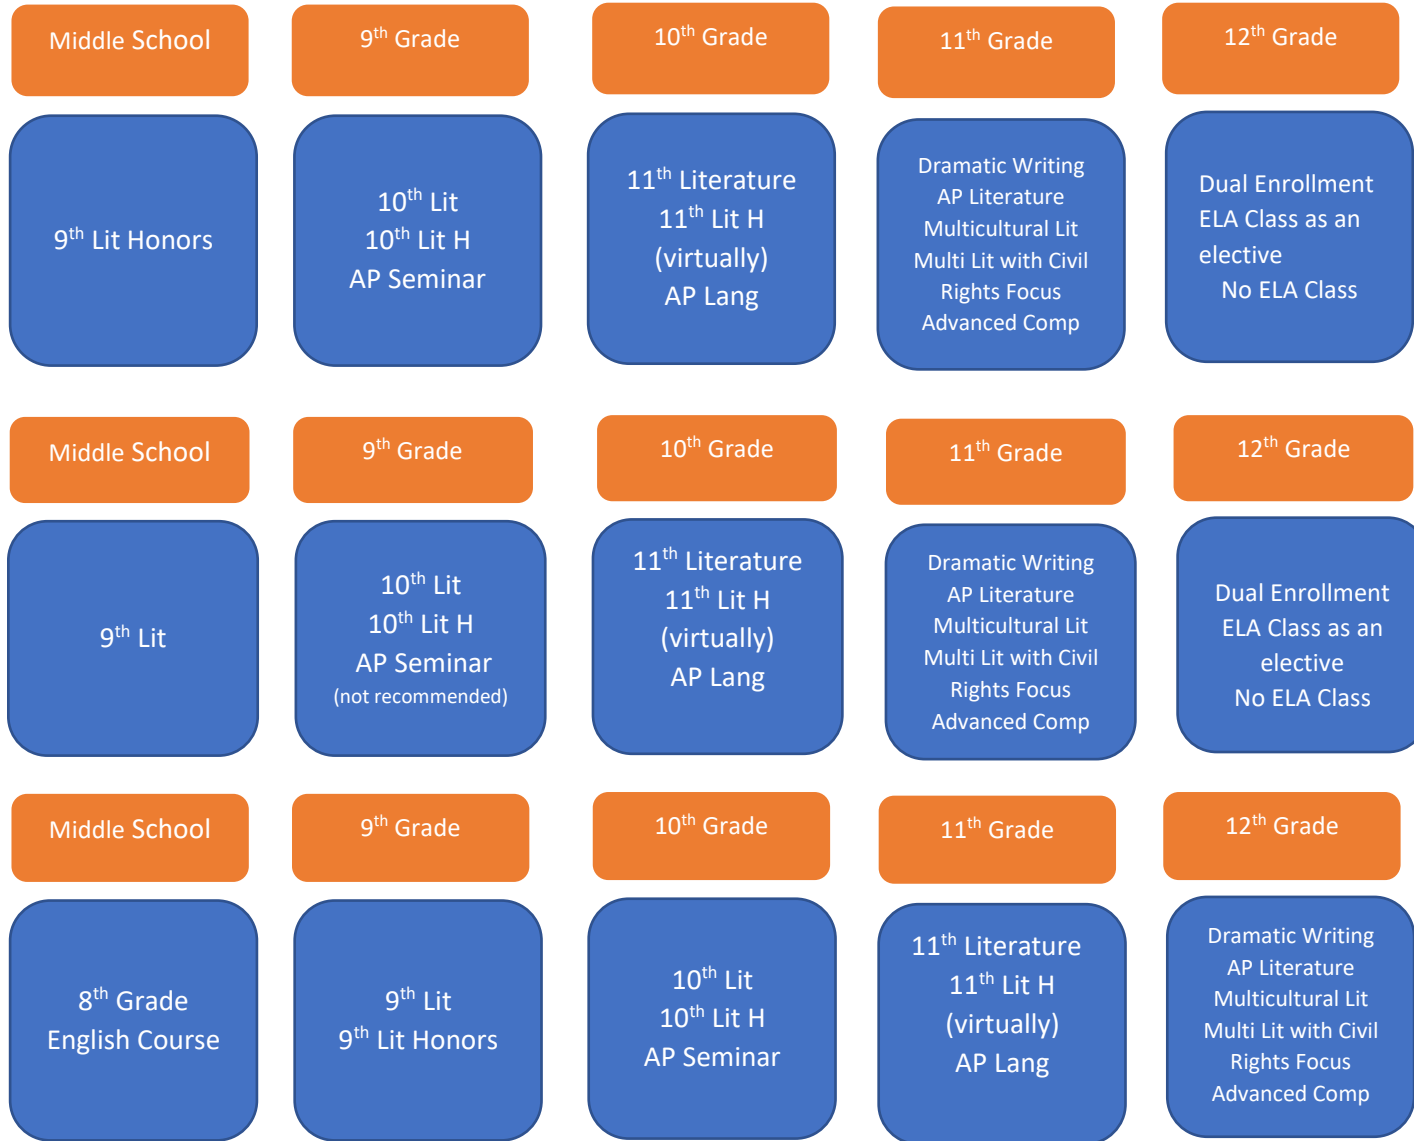 Middle School
9th Grade
10th Grade
11th Grade
12th Grade
9th Lit Honors
10th Lit
10th Lit H
AP Seminar
11th Literature
11th Lit H
(virtually)
AP Lang
Dramatic Writing
AP Literature
Multicultural Lit
Multi Lit with Civil
Rights Focus
Advanced Comp
Dual Enrollment
ELA Class as an
elective
No ELA Class
Middle School
9th Grade
10th Grade
11th Grade
12th Grade
9th Lit
10th Lit
10th Lit H
AP Seminar
(not recommended)
11th Literature
11th Lit H
(virtually)
AP Lang
Dramatic Writing
AP Literature
Multicultural Lit
Multi Lit with Civil
Rights Focus
Advanced Comp
Dual Enrollment
ELA Class as an
elective
No ELA Class
Middle School
9th Grade
10th Grade
11th Grade
12th Grade
8th Grade
English Course
9th Lit
9th Lit Honors
10th Lit
10th Lit H
AP Seminar
11th Literature
11th Lit H
(virtually)
AP Lang
Dramatic Writing
AP Literature
Multicultural Lit
Multi Lit with Civil
Rights Focus
Advanced Comp